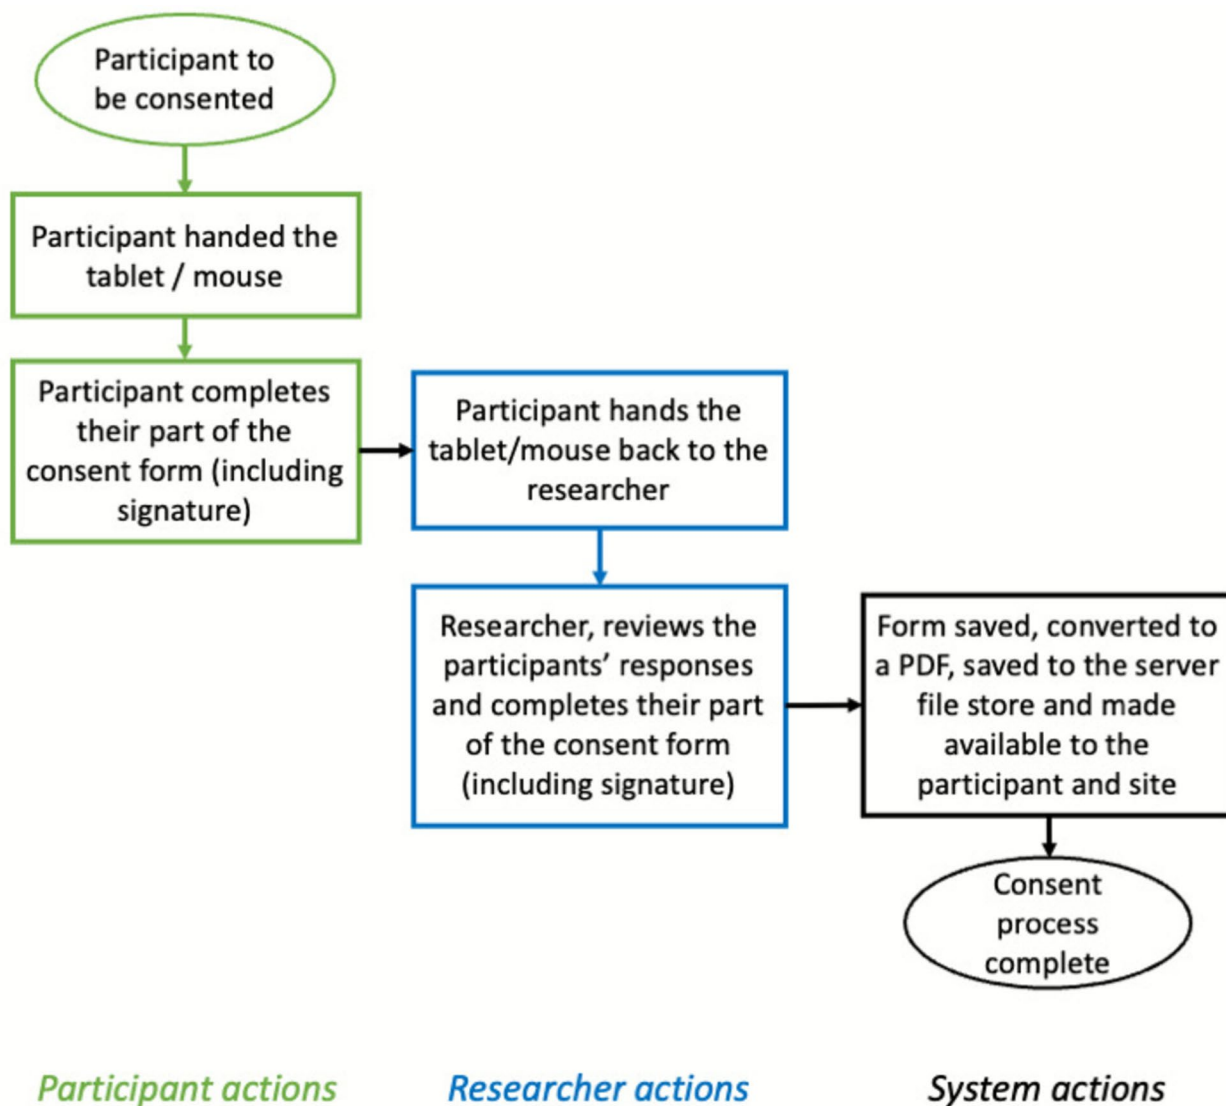 Participant to
be consented
Participant handed the
tablet / mouse
Participant completes
their part of the
consent form (including
signature)
Participant hands the
tablet/mouse back to the
researcher
Researcher, reviews the
participants’ responses
and completes their part
of the consent form
(including signature)
Form saved, converted to
a PDF, saved to the server
file store and made
available to the
participant and site
Consent
process
complete
Participant actions
Researcher actions
System actions